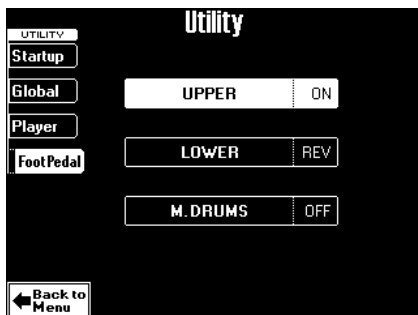 Utility
UTILITY
Startup
Global
Player
FootPedal
UPPER ON
LOWER REV
M.DRUMS OFF
Back to
Menu